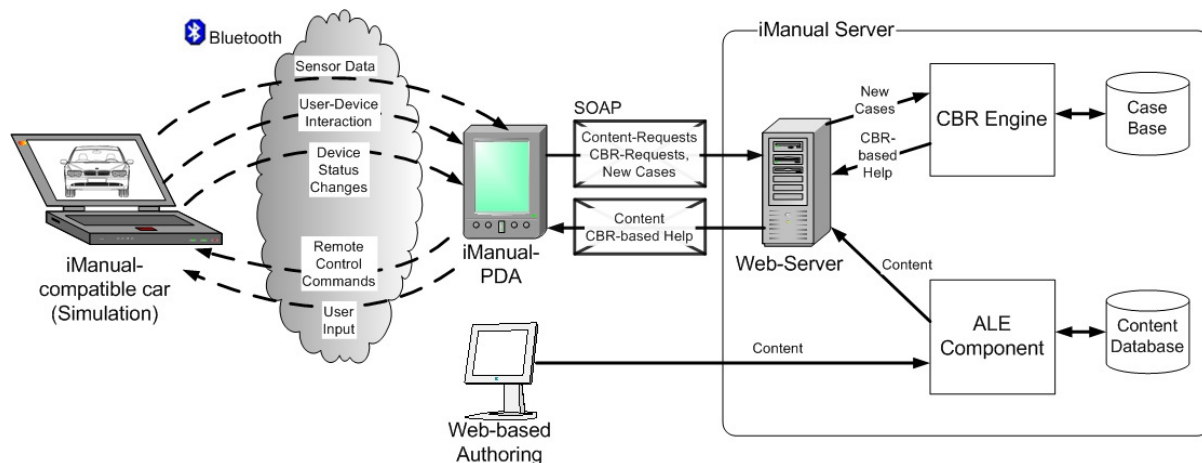 Bluetooth
Sensor Data
User-Device
Interaction
Device
Status
Changes
Remote
Control
Commands
User
Input
iManual-
compatible car
(Simulation)
iManual-
PDA
SOAP
Content-Requests
CBR-Requests,
New Cases
Content
CBR-based Help
Web-based
Authoring
iManual Server
Web-Server
New
Cases
CBR-
based
Help
CBR Engine
Case
Base
Content
ALE
Component
Content
Database
Content